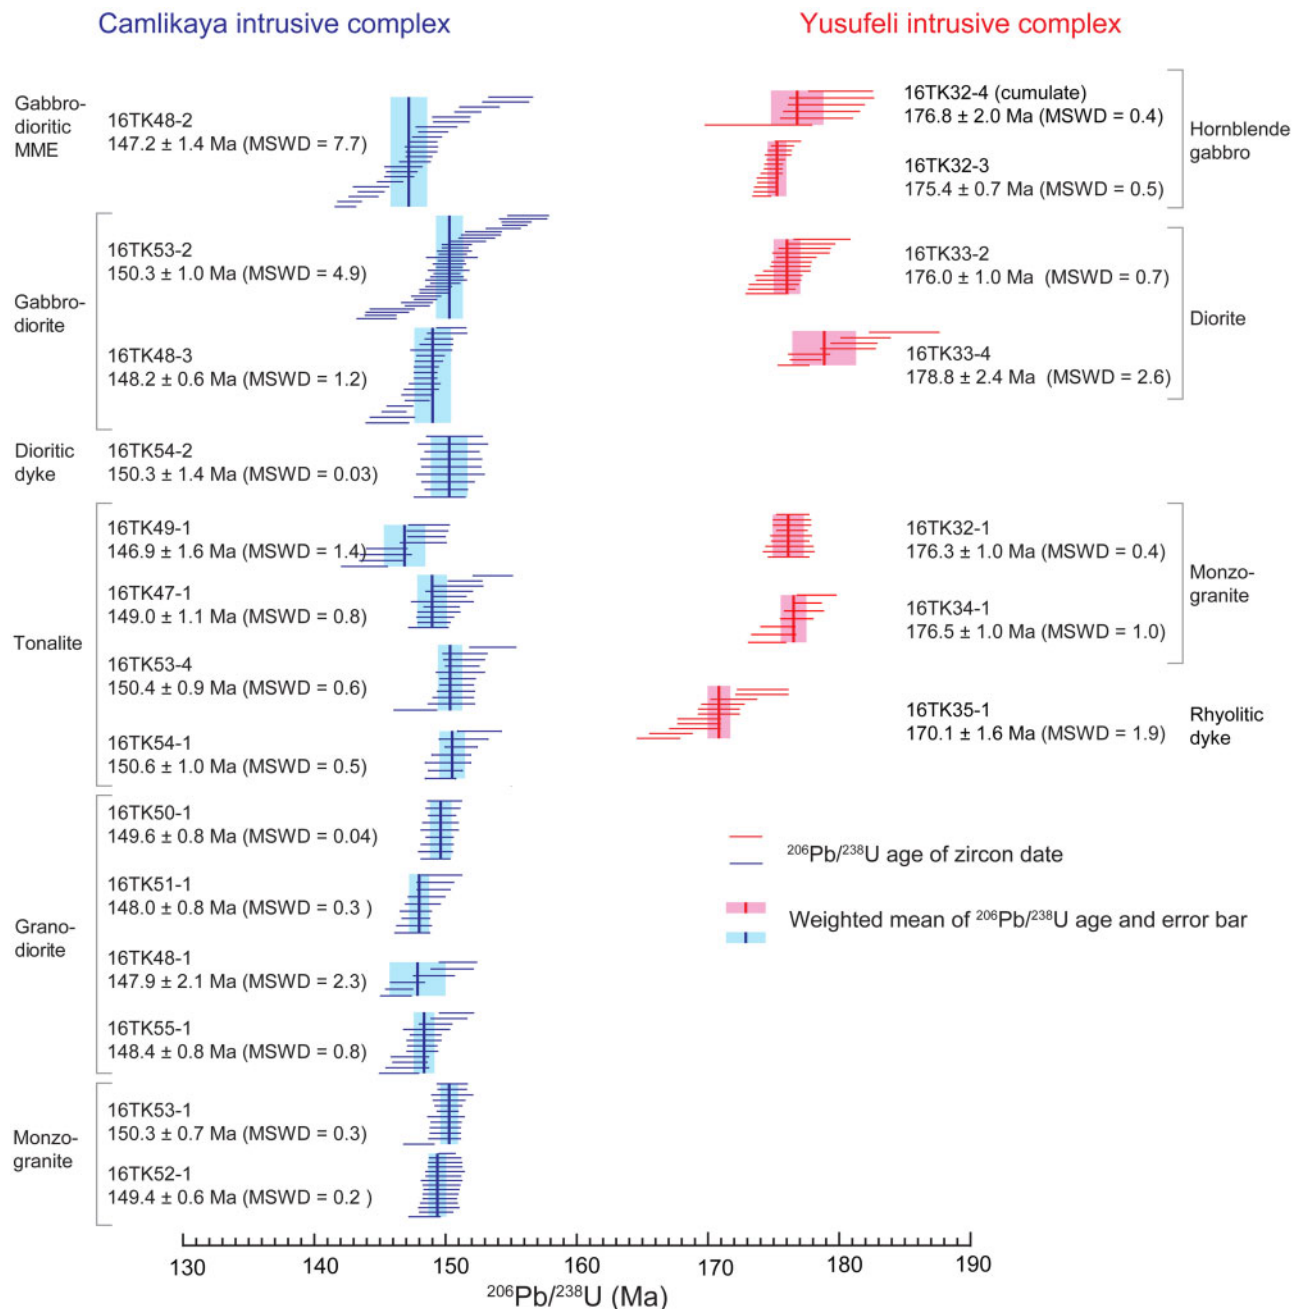 Camlikaya intrusive complex
Yusufeli intrusive complex
Gabbro-
dioritic
MME
16TK48-2
147.2 ± 1.4 Ma (MSWD = 7.7)
Gabbro-
diorite
16TK53-2
150.3 ± 1.0 Ma (MSWD = 4.9)
16TK48-3
148.2 ± 0.6 Ma (MSWD = 1.2)
Dioritic
dyke
16TK54-2
150.3 ± 1.4 Ma (MSWD = 0.03)
Tonalite
16TK49-1
146.9 ± 1.6 Ma (MSWD = 1.4)
16TK47-1
149.0 ± 1.1 Ma (MSWD = 0.8)
16TK53-4
150.4 ± 0.9 Ma (MSWD = 0.6)
16TK54-1
150.6 ± 1.0 Ma (MSWD = 0.5)
Grano-
diorite
16TK50-1
149.6 ± 0.8 Ma (MSWD = 0.04)
16TK51-1
148.0 ± 0.8 Ma (MSWD = 0.3 )
16TK48-1
147.9 ± 2.1 Ma (MSWD = 2.3)
16TK55-1
148.4 ± 0.8 Ma (MSWD = 0.8)
Monzo-
granite
16TK53-1
150.3 ± 0.7 Ma (MSWD = 0.3)
16TK52-1
149.4 ± 0.6 Ma (MSWD = 0.2 )
16TK32-4 (cumulate)
176.8 ± 2.0 Ma (MSWD = 0.4)
16TK32-3
175.4 ± 0.7 Ma (MSWD = 0.5)
Hornblende
gabbro
16TK33-2
176.0 ± 1.0 Ma (MSWD = 0.7)
16TK33-4
178.8 ± 2.4 Ma (MSWD = 2.6)
Diorite
16TK32-1
176.3 ± 1.0 Ma (MSWD = 0.4)
16TK34-1
176.5 ± 1.0 Ma (MSWD = 1.0)
Monzo-
granite
16TK35-1
170.1 ± 1.6 Ma (MSWD = 1.9)
Rhyolitic
dyke
²⁰⁶Pb/²³⁸U age of zircon date
Weighted mean of ²⁰⁶Pb/²³⁸U age and error bar
130 140 150 160 170 180 190
²⁰⁶Pb/²³⁸U (Ma)